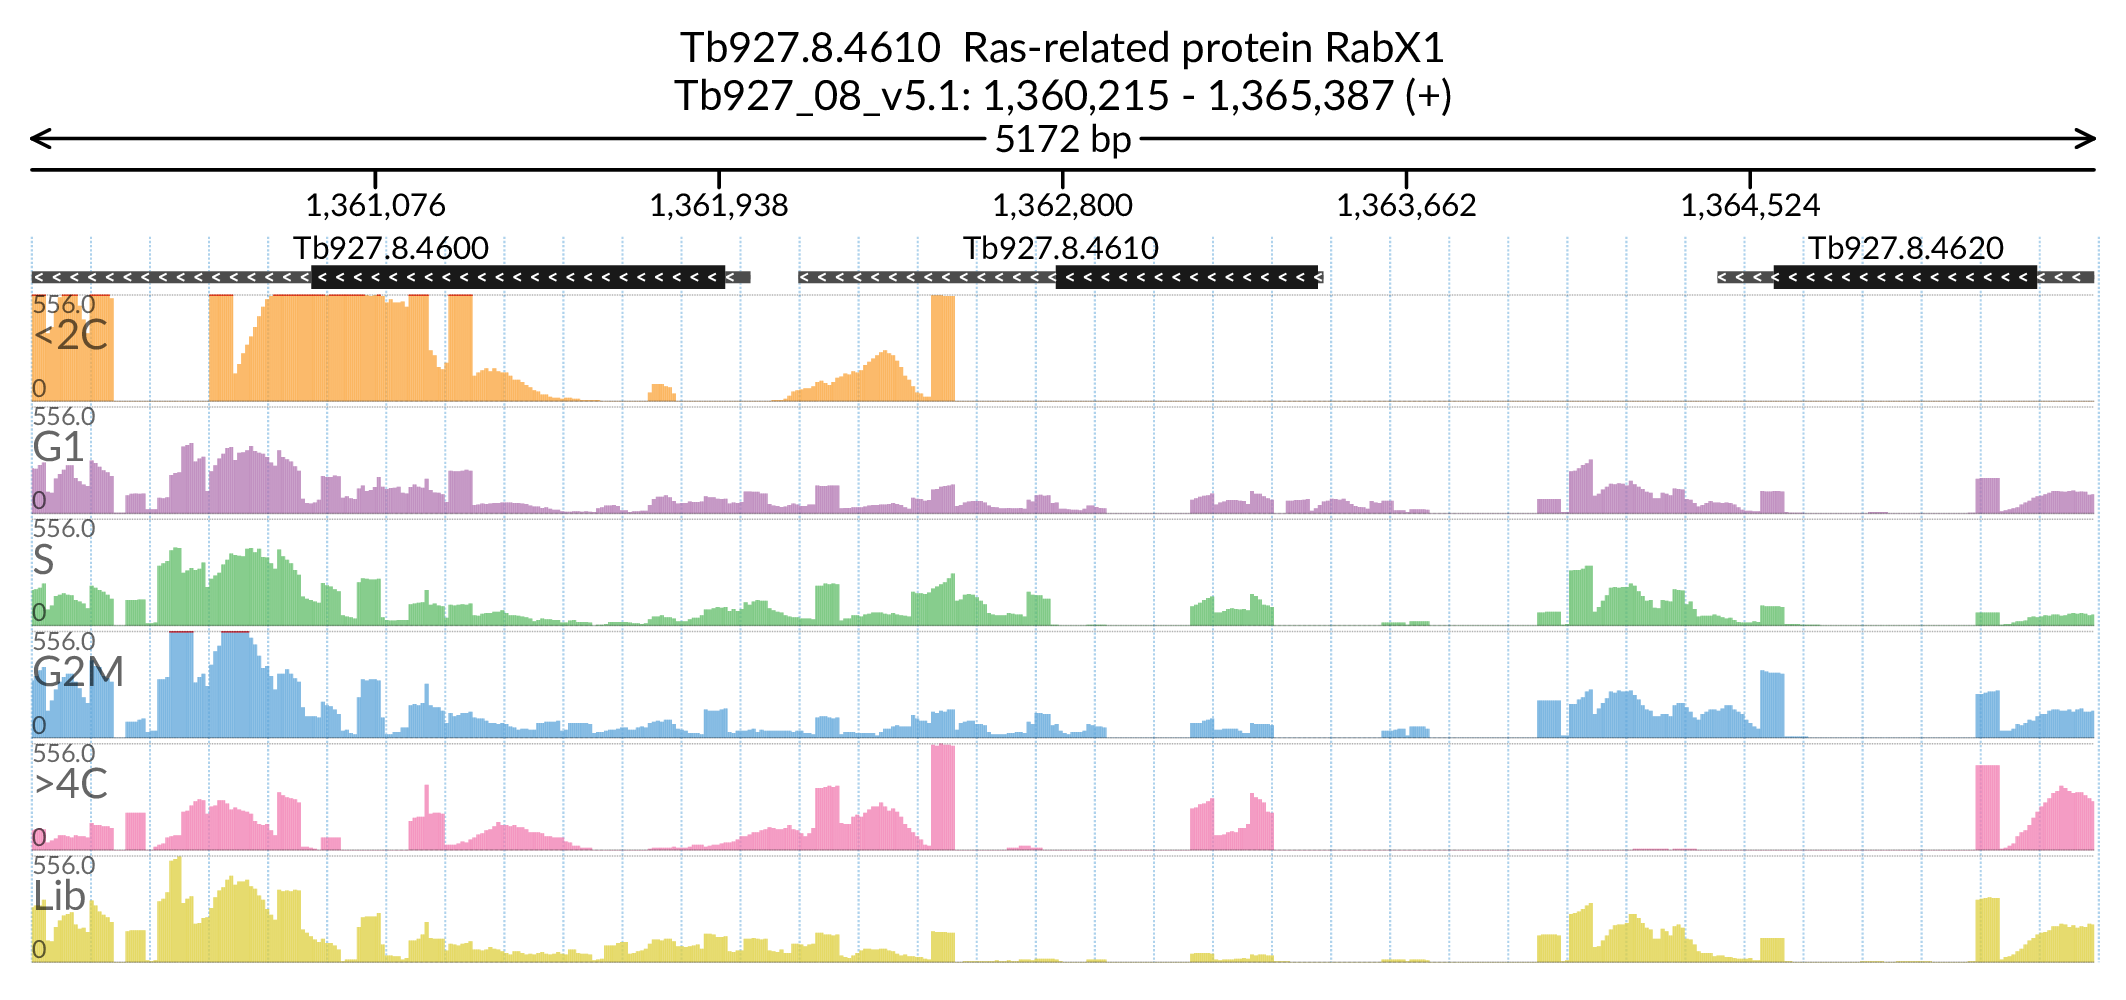 Tb927.8.4610  Ras-related protein RabX1
Tb927_08_v5.1: 1,360,215 - 1,365,387 (+)
5172 bp
1,361,076 1,361,938 1,362,800 1,363,662 1,364,524
Tb927.8.4600 Tb927.8.4610 Tb927.8.4620
556.0
<2C
0
556.0
G1
0
556.0
S
0
556.0
G2M
0
556.0
>4C
0
556.0
Lib
0